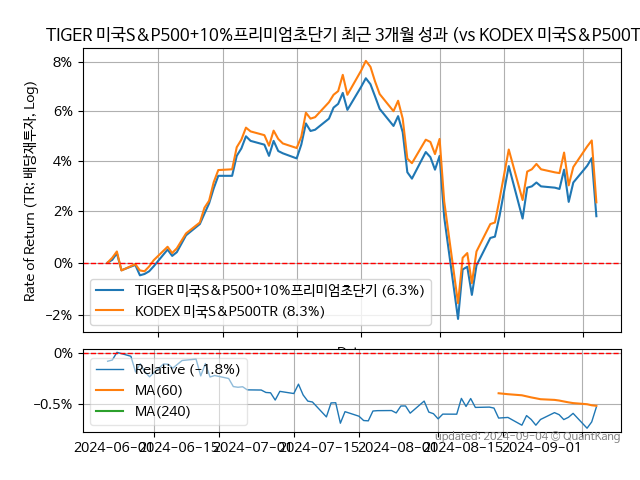 TIGER 미국S&P500+10%프리미엄초단기 최근 3개월 성과 (vs KODEX 미국S&P500T
8%
6%
4%
2%
0%
−2%
Rate of Return (TR: 배당재투자, Log)
TIGER 미국S&P500+10%프리미엄초단기 (6.3%)
KODEX 미국S&P500TR (8.3%)
0%
−0.5%
Relative (−1.8%)
MA(60)
MA(240)
2024-06-01
2024-06-15
2024-07-01
2024-07-15
2024-08-01
2024-08-15
2024-09-01
Updated: 2024-09-04 © QuantKang